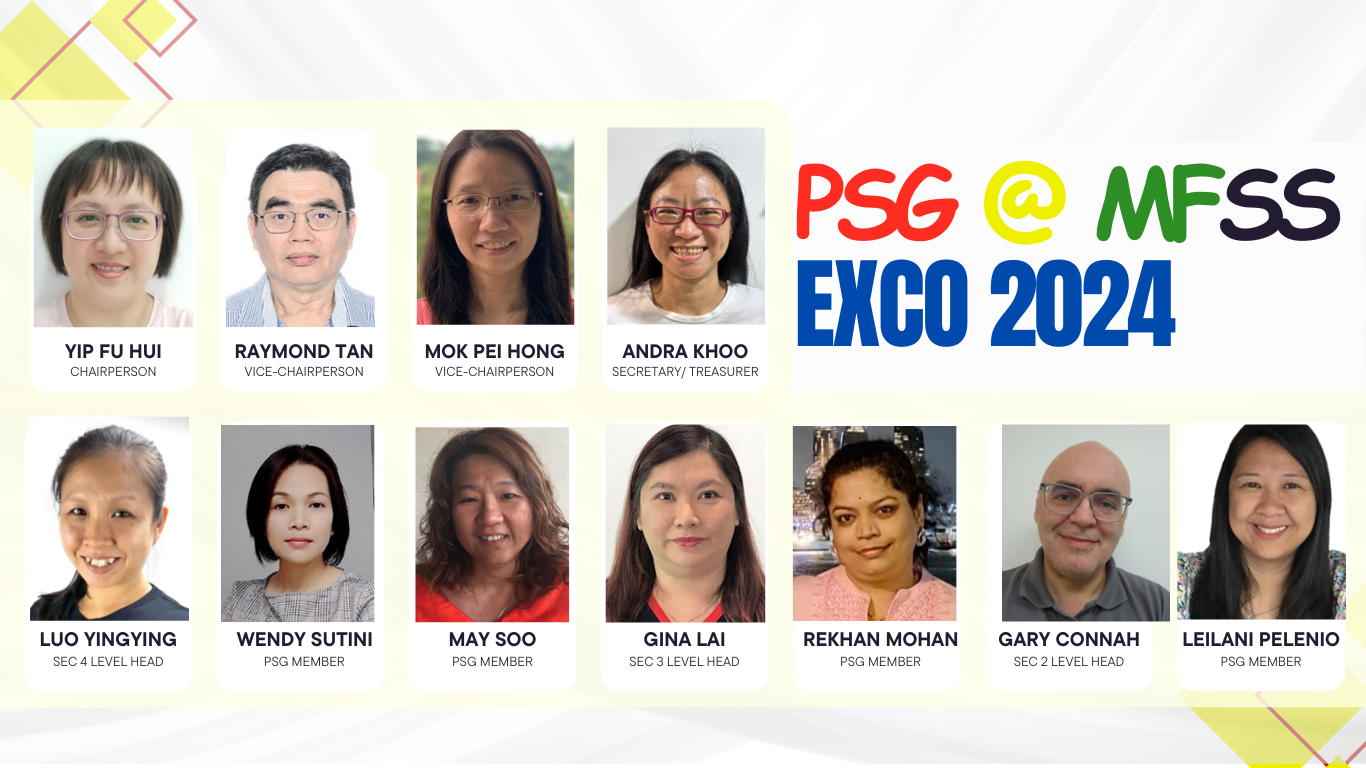 PSG @ MFSS
EXCO 2024
YIP FU HUI
CHAIRPERSON
RAYMOND TAN
VICE-CHAIRPERSON
MOK PEI HONG
VICE-CHAIRPERSON
ANDRA KHOO
SECRETARY/ TREASURER
LUO YINGYING
SEC 4 LEVEL HEAD
WENDY SUTINI
PSG MEMBER
MAY SOO
PSG MEMBER
GINA LAI
SEC 3 LEVEL HEAD
REKHAN MOHAN
PSG MEMBER
GARY CONNAH
SEC 2 LEVEL HEAD
LEILANI PELENIO
PSG MEMBER